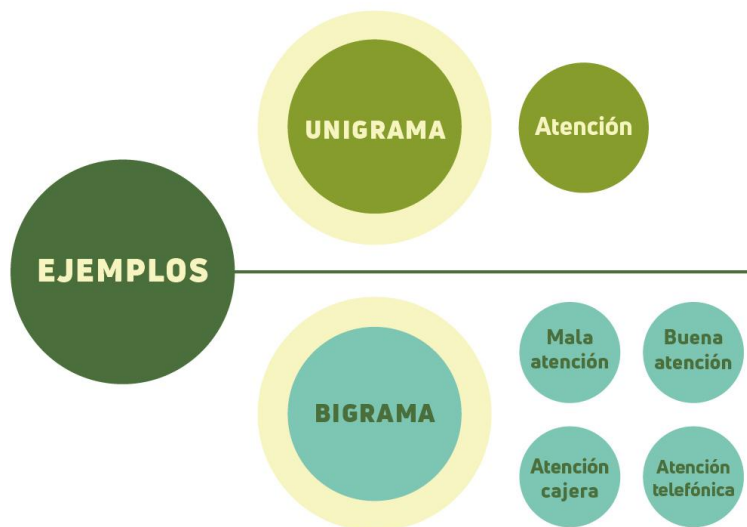 EJEMPLOS
UNIGRAMA
Atención
BIGRAMA
Mala
atención
Buena
atención
Atención
cajera
Atención
telefónica